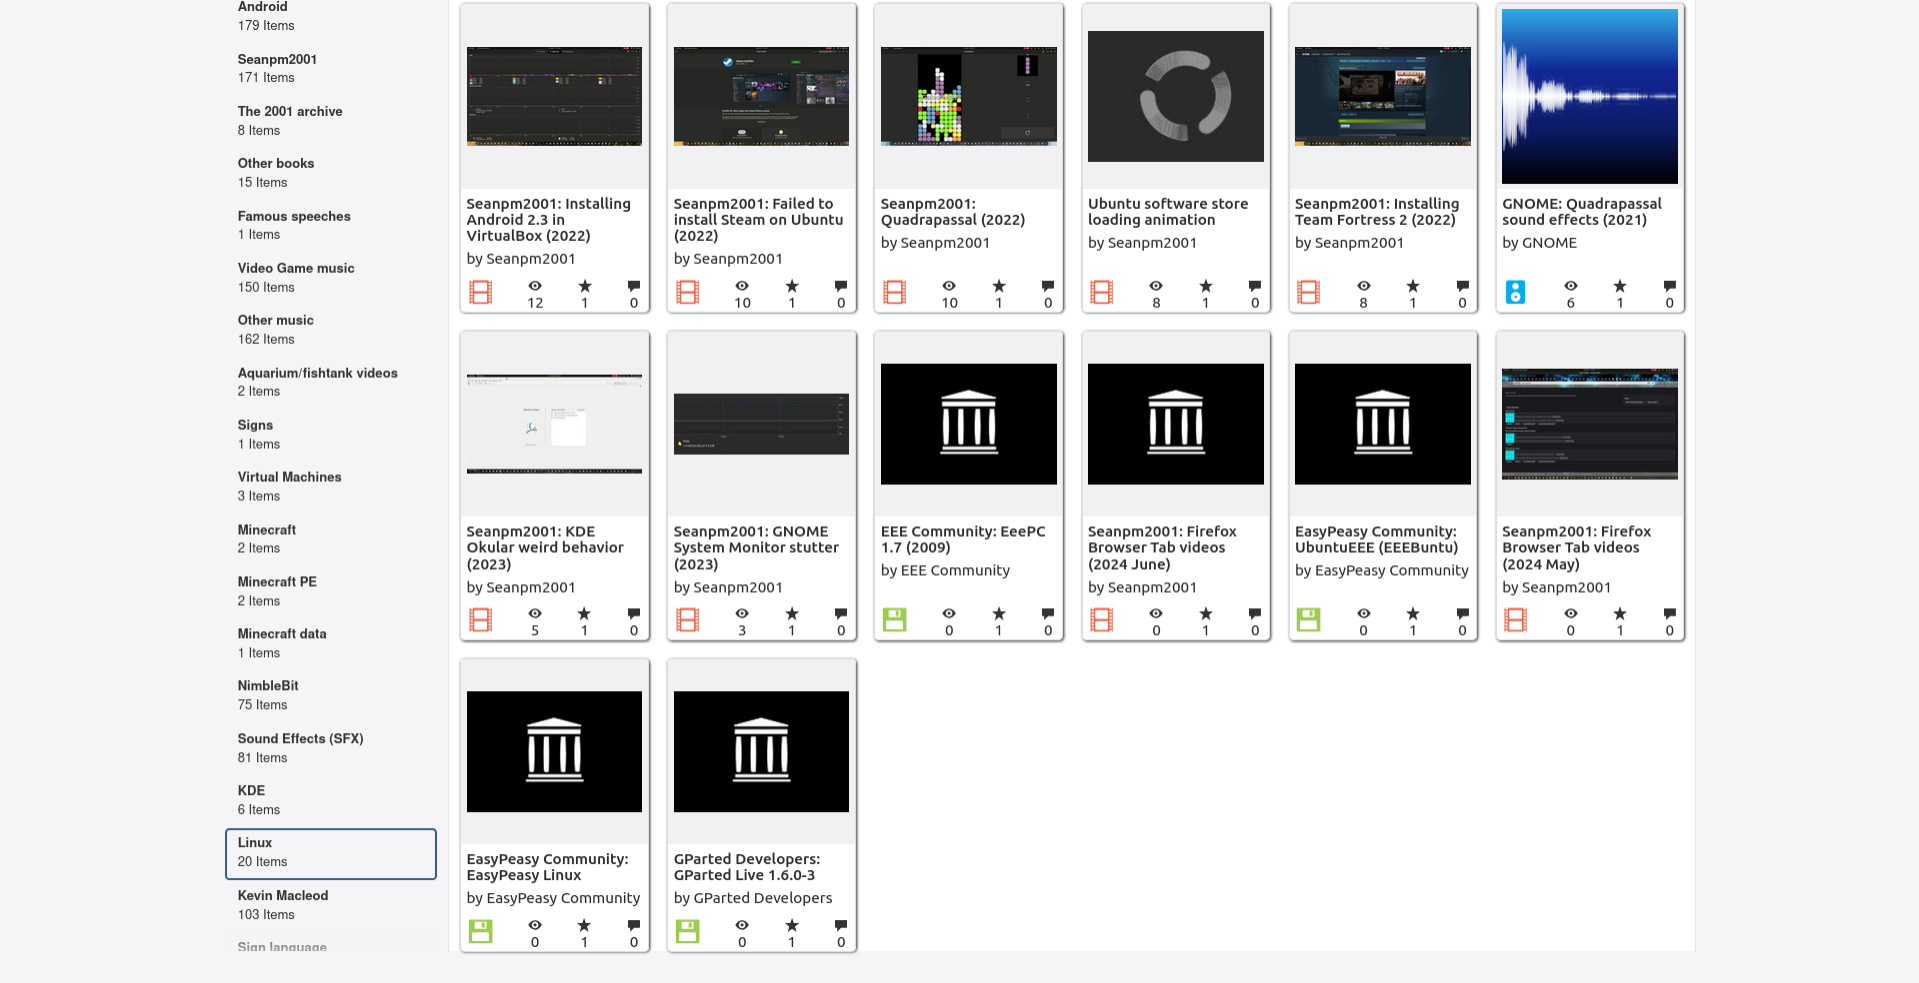 Android
179 Items
Seanpm2001
171 Items
The 2001 archive
8 Items
Other books
15 Items
Famous speeches
1 Items
Video Game music
150 Items
Other music
162 Items
Aquarium/fishtank videos
2 Items
Signs
1 Items
Virtual Machines
3 Items
Minecraft
2 Items
Minecraft PE
2 Items
Minecraft data
1 Items
NimbleBit
75 Items
Sound Effects (SFX)
81 Items
KDE
6 Items
Linux
20 Items
Kevin Macleod
103 Items
Sign language
Seanpm2001: Installing
Android 2.3 in
VirtualBox (2022)
by Seanpm2001
12 1 0
Seanpm2001: Failed to
install Steam on Ubuntu
(2022)
by Seanpm2001
10 1 0
Seanpm2001:
Quadrapassal (2022)
by Seanpm2001
10 1 0
Ubuntu software store
loading animation
by Seanpm2001
8 1 0
Seanpm2001: Installing
Team Fortress 2 (2022)
by Seanpm2001
8 1 0
GNOME: Quadrapassal
sound effects (2021)
by GNOME
6 1 0
Seanpm2001: KDE
Okular weird behavior
(2023)
by Seanpm2001
5 1 0
Seanpm2001: GNOME
System Monitor stutter
(2023)
by Seanpm2001
3 1 0
EEE Community: EeePC
1.7 (2009)
by EEE Community
0 1 0
Seanpm2001: Firefox
Browser Tab videos
(2024 June)
by Seanpm2001
0 1 0
EasyPeasy Community:
UbuntuEEE (EEEBuntu)
by EasyPeasy Community
0 1 0
Seanpm2001: Firefox
Browser Tab videos
(2024 May)
by Seanpm2001
0 1 0
EasyPeasy Community:
EasyPeasy Linux
by EasyPeasy Community
0 1 0
GParted Developers:
GParted Live 1.6.0-3
by GParted Developers
0 1 0